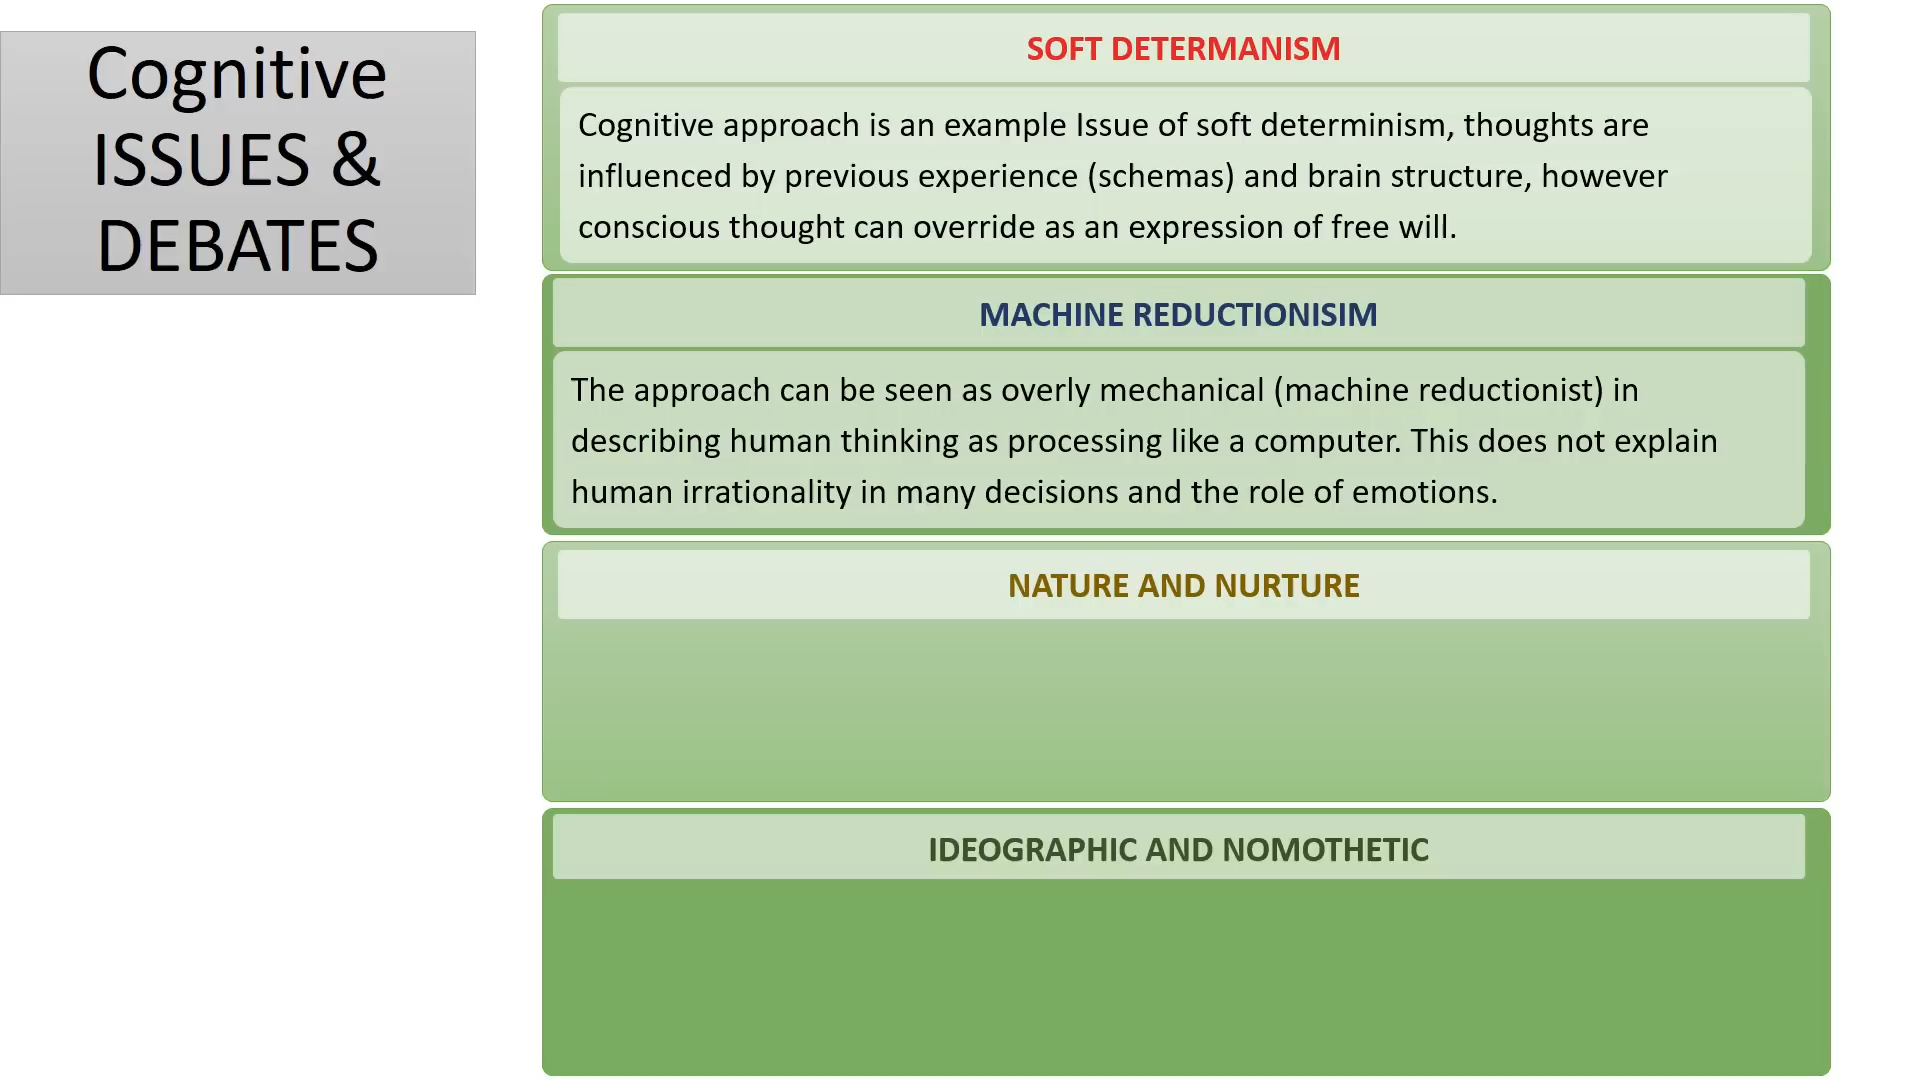 Cognitive
ISSUES &
DEBATES
SOFT DETERMANISM
Cognitive approach is an example Issue of soft determinism, thoughts are
influenced by previous experience (schemas) and brain structure, however
conscious thought can override as an expression of free will.
MACHINE REDUCTIONISIM
The approach can be seen as overly mechanical (machine reductionist) in
describing human thinking as processing like a computer. This does not explain
human irrationality in many decisions and the role of emotions.
NATURE AND NURTURE
IDEOGRAPHIC AND NOMOTHETIC